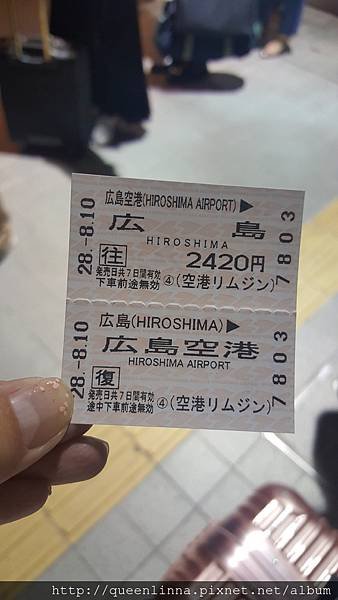 広島空港(HIROSHIMA AIRPORT)▶
広島
HIROSHIMA
往 2420円
発売日共7日間有効
下車前途無効 ④(空港リムジン)
28.-8.10
7803
広島(HIROSHIMA)▶
広島空港
HIROSHIMA AIRPORT
復
発売日共7日間有効
途中下車前途無効 ④(空港リムジン)
28.-8.10
7803
http://queenlinna.pixnet.net/album